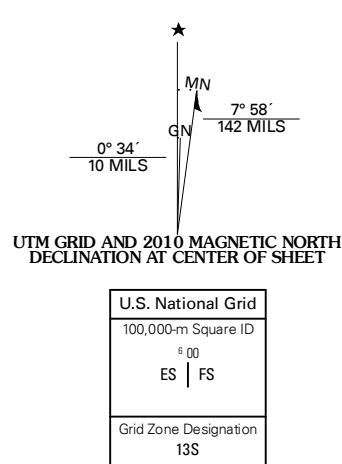 ★
MN
GN
7° 58´
142 MILS
0° 34´
10 MILS
UTM GRID AND 2010 MAGNETIC NORTH
DECLINATION AT CENTER OF SHEET
U.S. National Grid
100,000-m Square ID
⁶ 00
ES | FS
Grid Zone Designation
13S